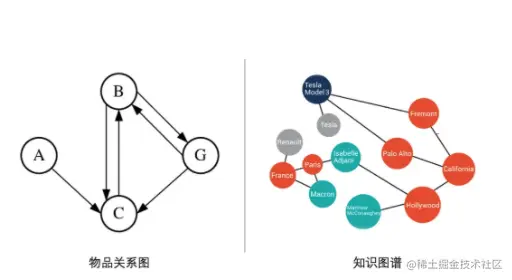 B
A
G
C
物品关系图
Tesla
Model 3
Tesla
Fremont
Renault
Isabelle
Adjani
Palo Alto
Paris
France
California
Macron
Matthew
McConaughey
Hollywood
知识图谱
@稀土掘金技术社区